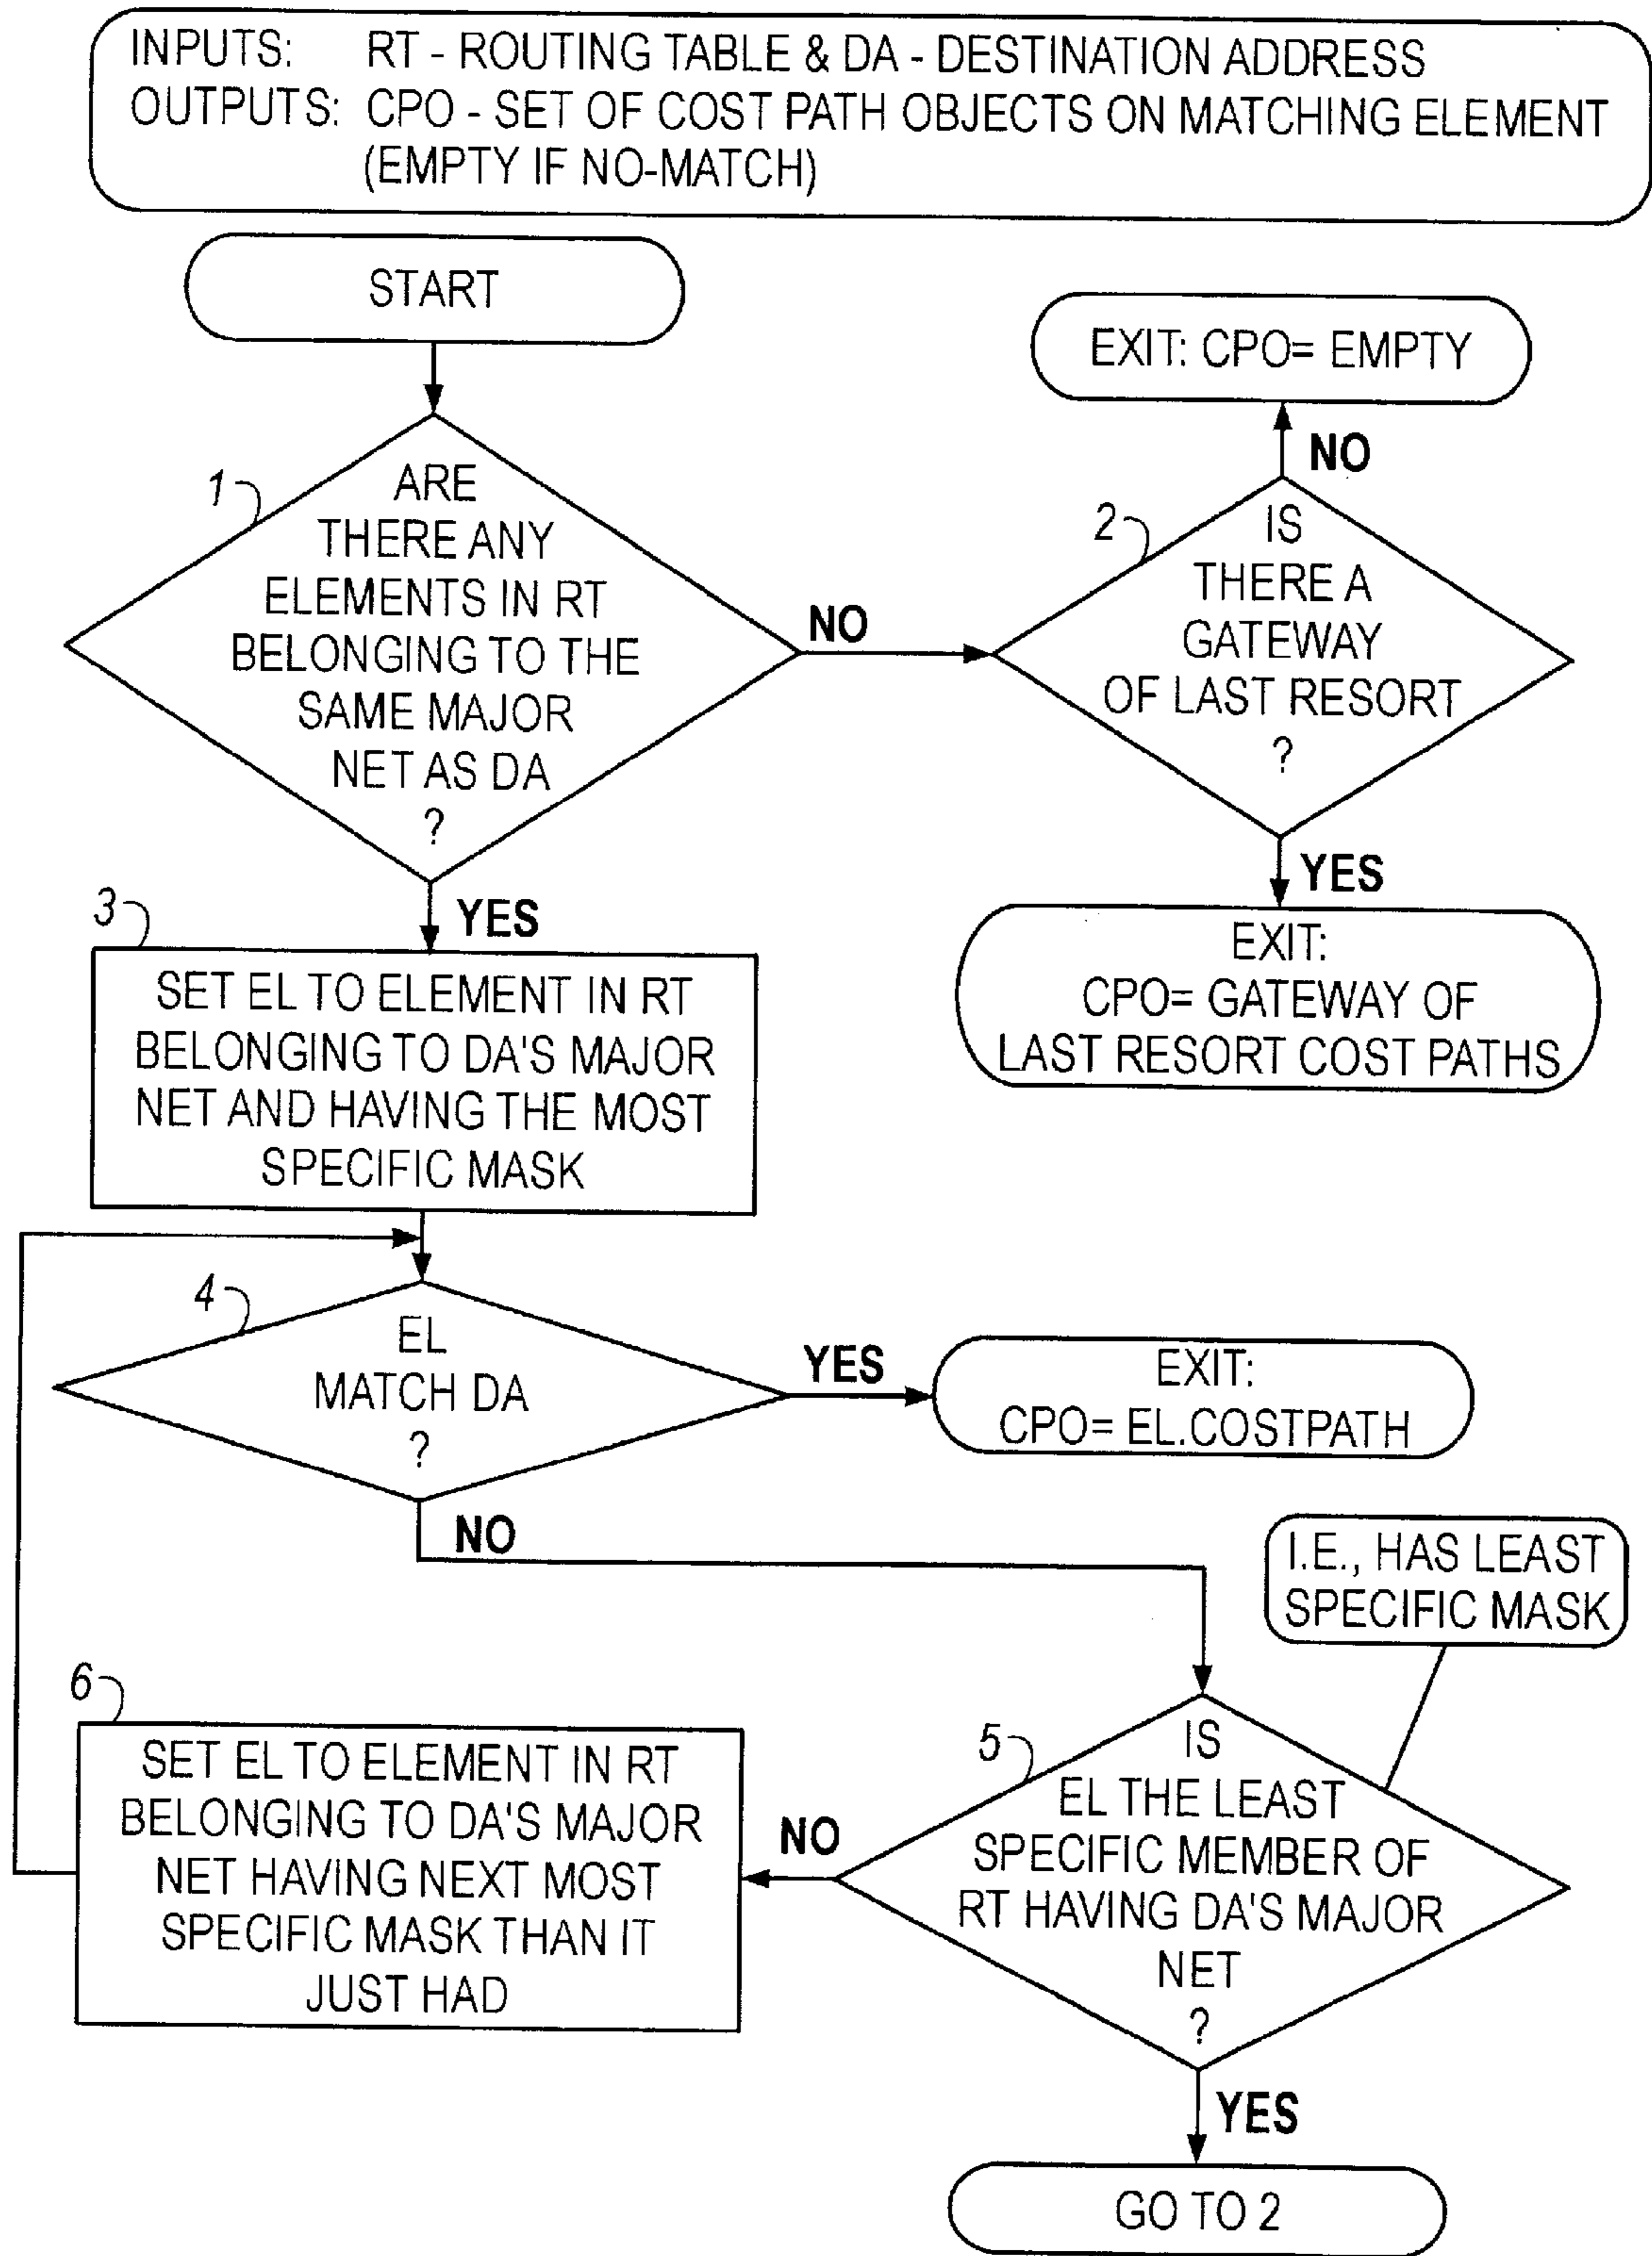 INPUTS: RT - ROUTING TABLE & DA - DESTINATION ADDRESS
OUTPUTS: CPO - SET OF COST PATH OBJECTS ON MATCHING ELEMENT
(EMPTY IF NO-MATCH)
START
EXIT: CPO= EMPTY
NO
1
ARE
THERE ANY
ELEMENTS IN RT
BELONGING TO THE
SAME MAJOR
NET AS DA
?
NO
2
IS
THERE A
GATEWAY
OF LAST RESORT
?
YES
EXIT:
CPO= GATEWAY OF
LAST RESORT COST PATHS
YES
3
SET EL TO ELEMENT IN RT
BELONGING TO DA'S MAJOR
NET AND HAVING THE MOST
SPECIFIC MASK
4
EL
MATCH DA
?
YES
EXIT:
CPO= EL.COSTPATH
NO
I.E., HAS LEAST
SPECIFIC MASK
5
IS
EL THE LEAST
SPECIFIC MEMBER OF
RT HAVING DA'S MAJOR
NET
?
NO
6
SET EL TO ELEMENT IN RT
BELONGING TO DA'S MAJOR
NET HAVING NEXT MOST
SPECIFIC MASK THAN IT
JUST HAD
YES
GO TO 2